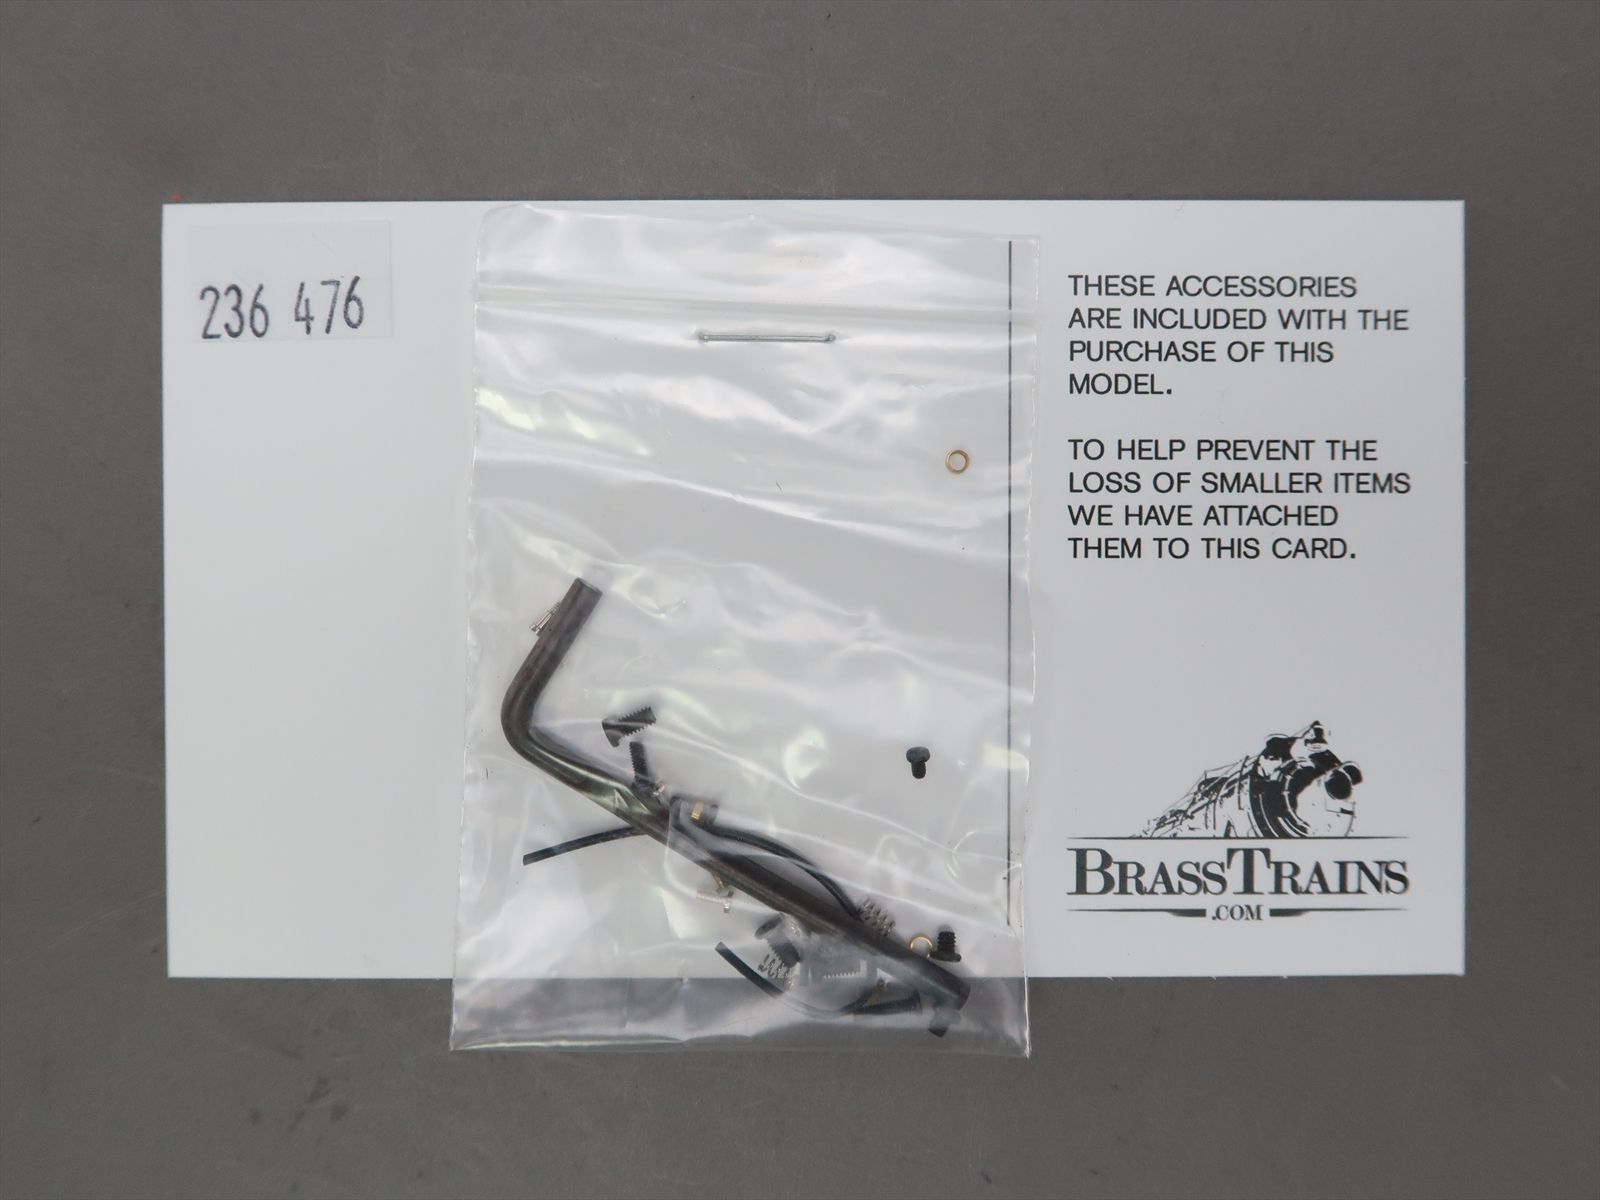 236 476
THESE ACCESSORIES
ARE INCLUDED WITH THE
PURCHASE OF THIS
MODEL.
TO HELP PREVENT THE
LOSS OF SMALLER ITEMS
WE HAVE ATTACHED
THEM TO THIS CARD.
BRASSTRAINS
.COM